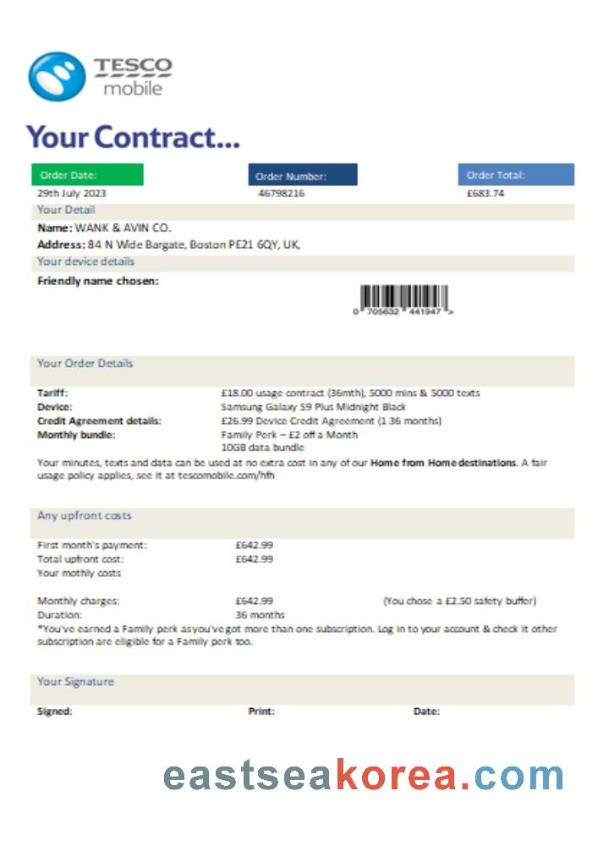 TESCO
mobile
Your Contract...
Order Date: Order Number: Order Total:
29th July 2023 46798216 £683.74
Your Detail
Name: WANK & AVIN CO.
Address: 84 N Wide Bargate, Boston PE21 6QY, UK,
Your device details
Friendly name chosen:
0 705632 441947 >
Your Order Details
Tariff: £18.00 usage contract (36mth), 5000 mins & 5000 texts
Device: Samsung Galaxy S9 Plus Midnight Black
Credit Agreement details: £26.99 Device Credit Agreement (1 36 months)
Monthly bundle: Family Perk – £2 off a Month
10GB data bundle
Your minutes, texts and data can be used at no extra cost in any of our Home from Home destinations. A fair
usage policy applies, see it at tescomobile.com/hfh
Any upfront costs
First month's payment: £642.99
Total upfront cost: £642.99
Your mothly costs
Monthly charges: £642.99 (You chose a £2.50 safety buffer)
Duration: 36 months
*You've earned a Family perk as you've got more than one subscription. Log in to your account & check it other
subscription are eligible for a Family perk too.
Your Signature
Signed: Print: Date:
eastseakorea.com